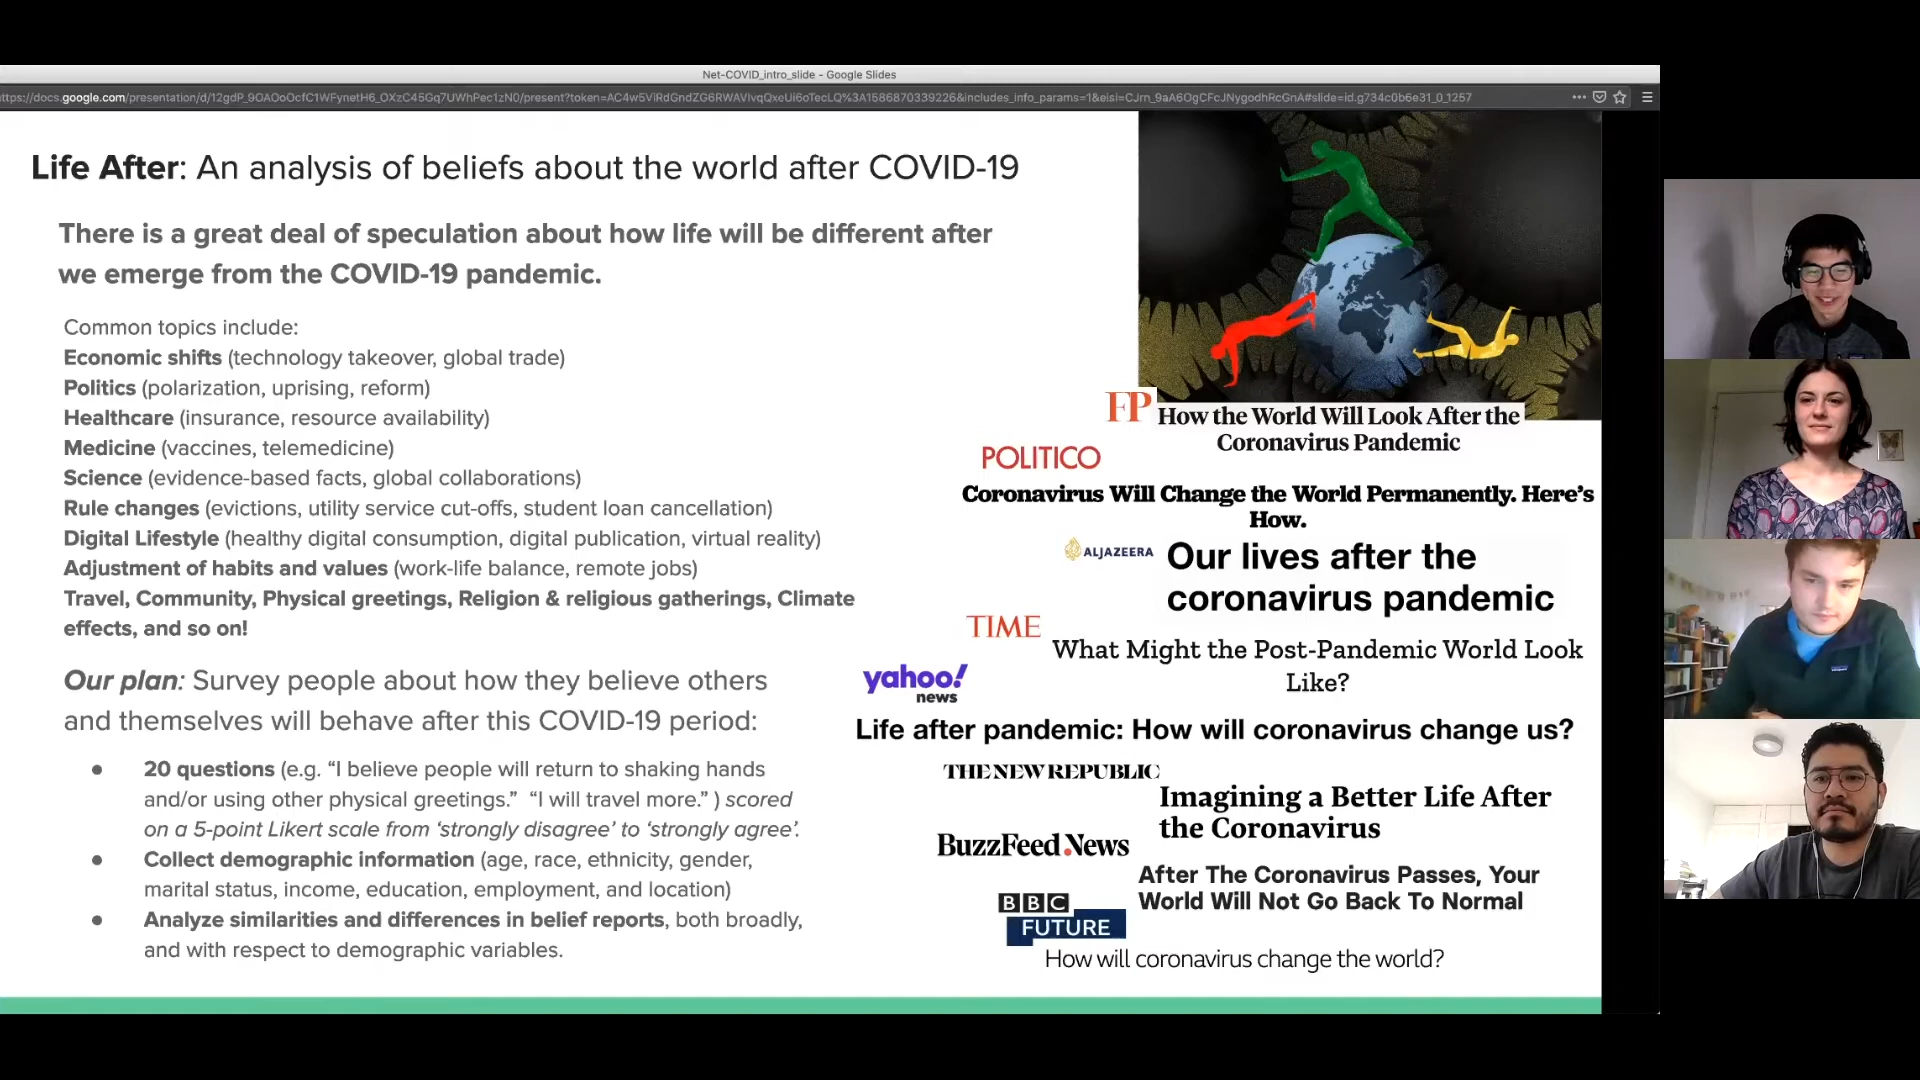 Net-COVID_intro_slide - Google Slides
Life After: An analysis of beliefs about the world after COVID-19
There is a great deal of speculation about how life will be different after
we emerge from the COVID-19 pandemic.
Common topics include:
Economic shifts (technology takeover, global trade)
Politics (polarization, uprising, reform)
Healthcare (insurance, resource availability)
Medicine (vaccines, telemedicine)
Science (evidence-based facts, global collaborations)
Rule changes (evictions, utility service cut-offs, student loan cancellation)
Digital Lifestyle (healthy digital consumption, digital publication, virtual reality)
Adjustment of habits and values (work-life balance, remote jobs)
Travel, Community, Physical greetings, Religion & religious gatherings, Climate
effects, and so on!
Our plan: Survey people about how they believe others
and themselves will behave after this COVID-19 period:
• 20 questions (e.g. “I believe people will return to shaking hands
and/or using other physical greetings.” “I will travel more.” ) scored
on a 5-point Likert scale from ‘strongly disagree’ to ‘strongly agree’.
• Collect demographic information (age, race, ethnicity, gender,
marital status, income, education, employment, and location)
• Analyze similarities and differences in belief reports, both broadly,
and with respect to demographic variables.
FP
How the World Will Look After the
Coronavirus Pandemic
POLITICO
Coronavirus Will Change the World Permanently. Here’s
How.
ALJAZEERA
Our lives after the
coronavirus pandemic
TIME
What Might the Post-Pandemic World Look
Like?
yahoo!
news
Life after pandemic: How will coronavirus change us?
THE NEW REPUBLIC
Imagining a Better Life After
the Coronavirus
BuzzFeed.News
After The Coronavirus Passes, Your
World Will Not Go Back To Normal
BBC
FUTURE
How will coronavirus change the world?